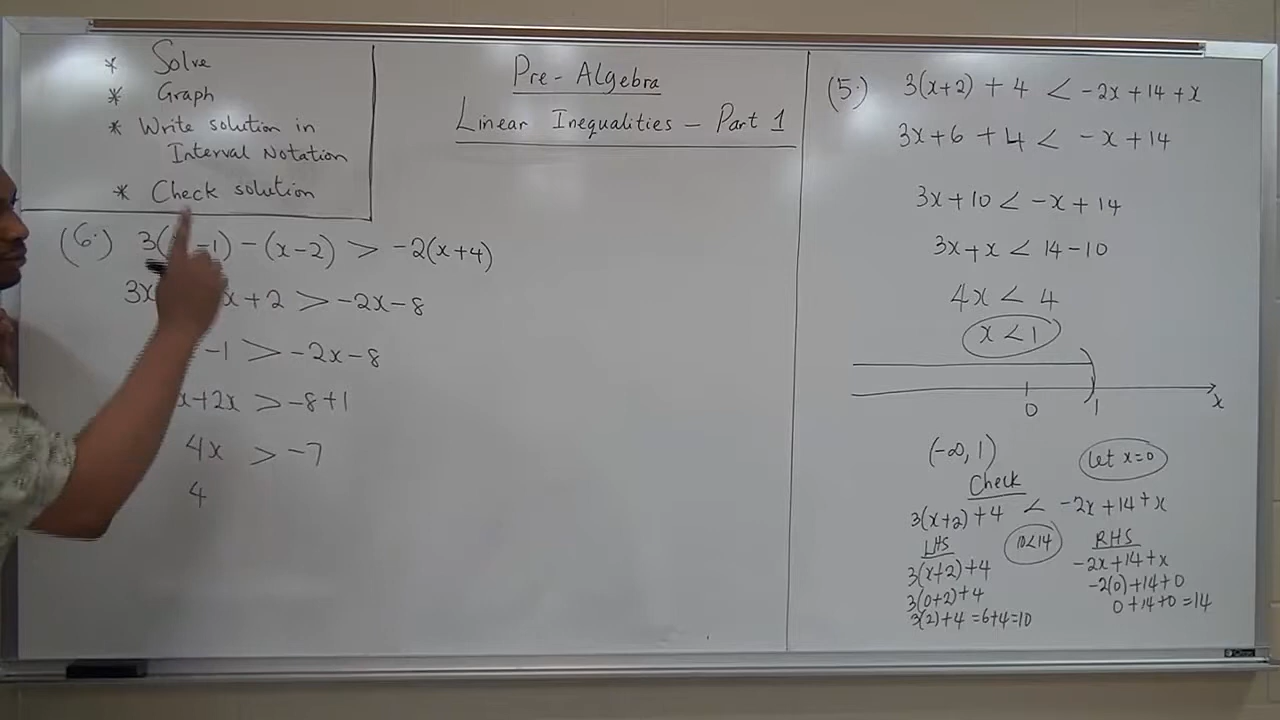 * Solve
* Graph
* Write solution in
Interval Notation
* Check solution
Pre-Algebra
Linear Inequalities - Part 1
(6.) 3( -1) - (x-2) > -2(x+4)
3x x + 2 > -2x - 8
-1 > -2x - 8
x + 2x > -8 + 1
4x > -7
4
(5.) 3(x+2) + 4 < -2x + 14 + x
3x + 6 + 4 < -x + 14
3x + 10 < -x + 14
3x + x < 14 - 10
4x < 4
x < 1
0 1 x
(-∞, 1) Let x=0
Check
3(x+2) + 4 < -2x + 14 + x
LHS 10<14 RHS
3(x+2) + 4 -2x + 14 + x
3(0+2) + 4 -2(0) + 14 + 0
3(2) + 4 = 6+4 = 10 0 + 14 + 0 = 14